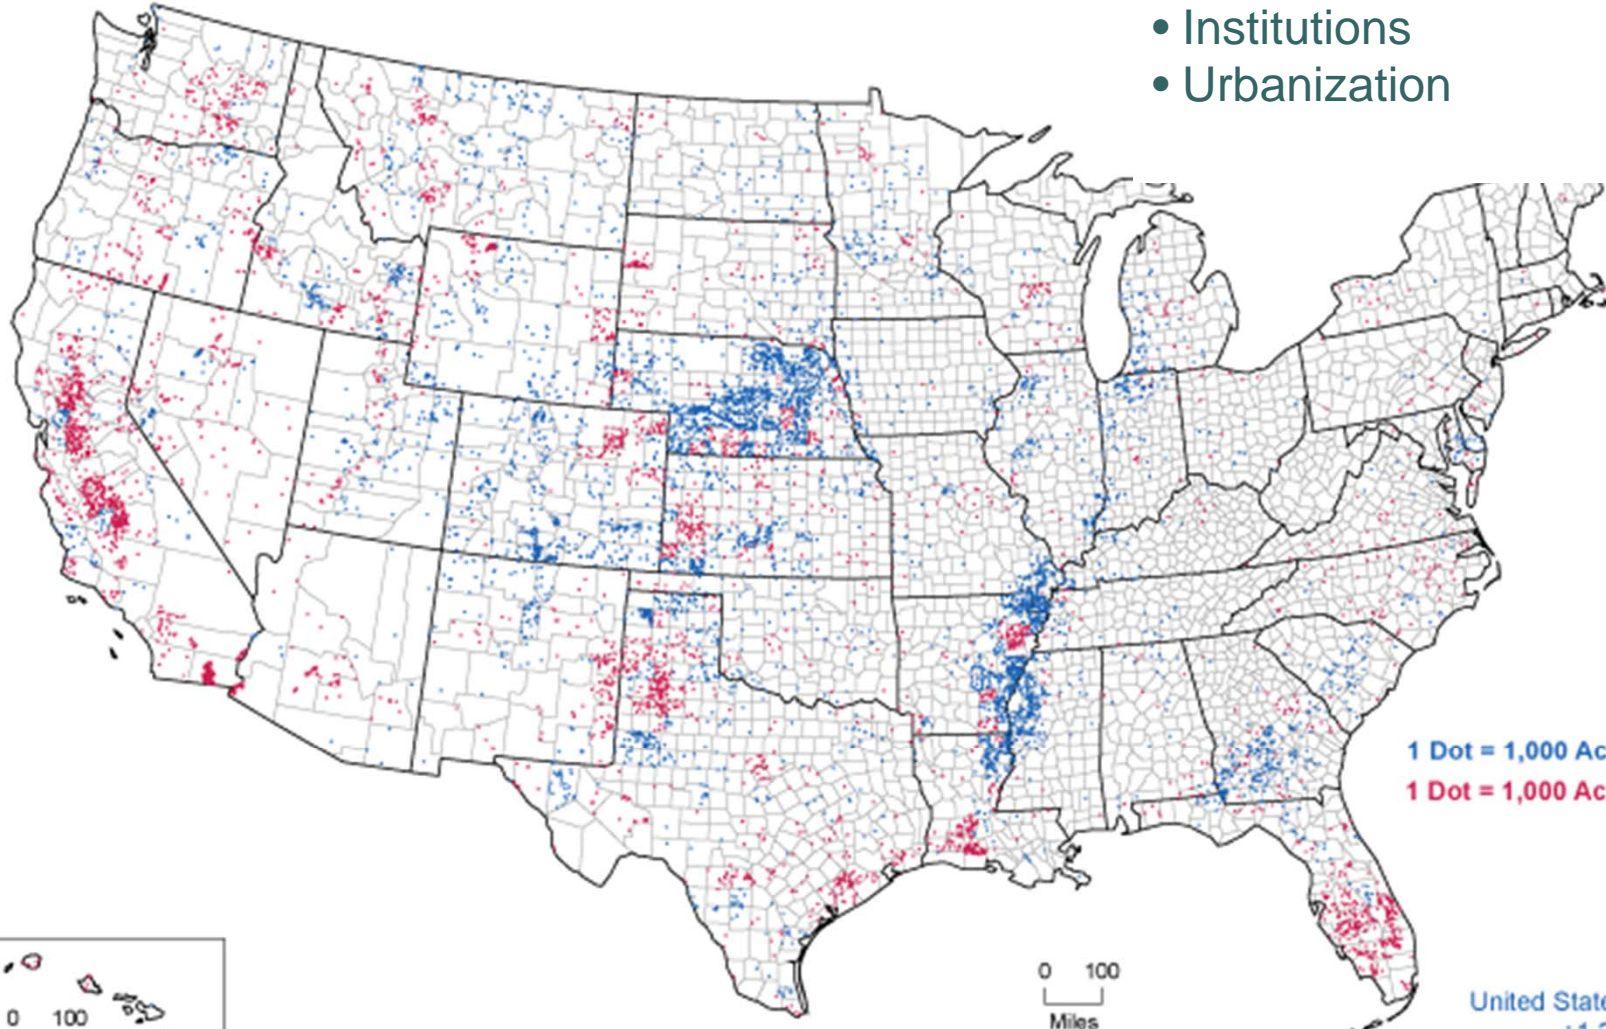 • Institutions
• Urbanization
1 Dot = 1,000 Ac
1 Dot = 1,000 Ac
0 100
Miles
0 100
United State